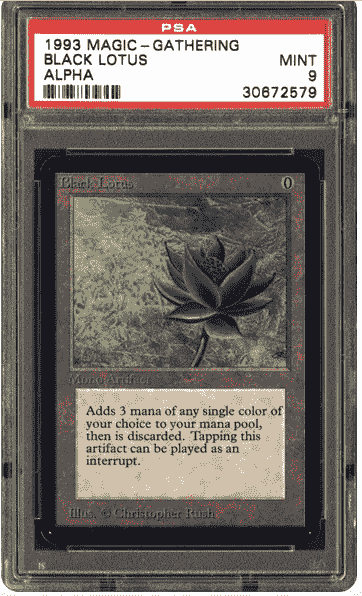 PSA
1993 MAGIC - GATHERING
BLACK LOTUS MINT
ALPHA 9
30672579
Black Lotus 0
Mono Artifact
Adds 3 mana of any single color of
your choice to your mana pool,
then is discarded. Tapping this
artifact can be played as an
interrupt.
Illus. © Christopher Rush